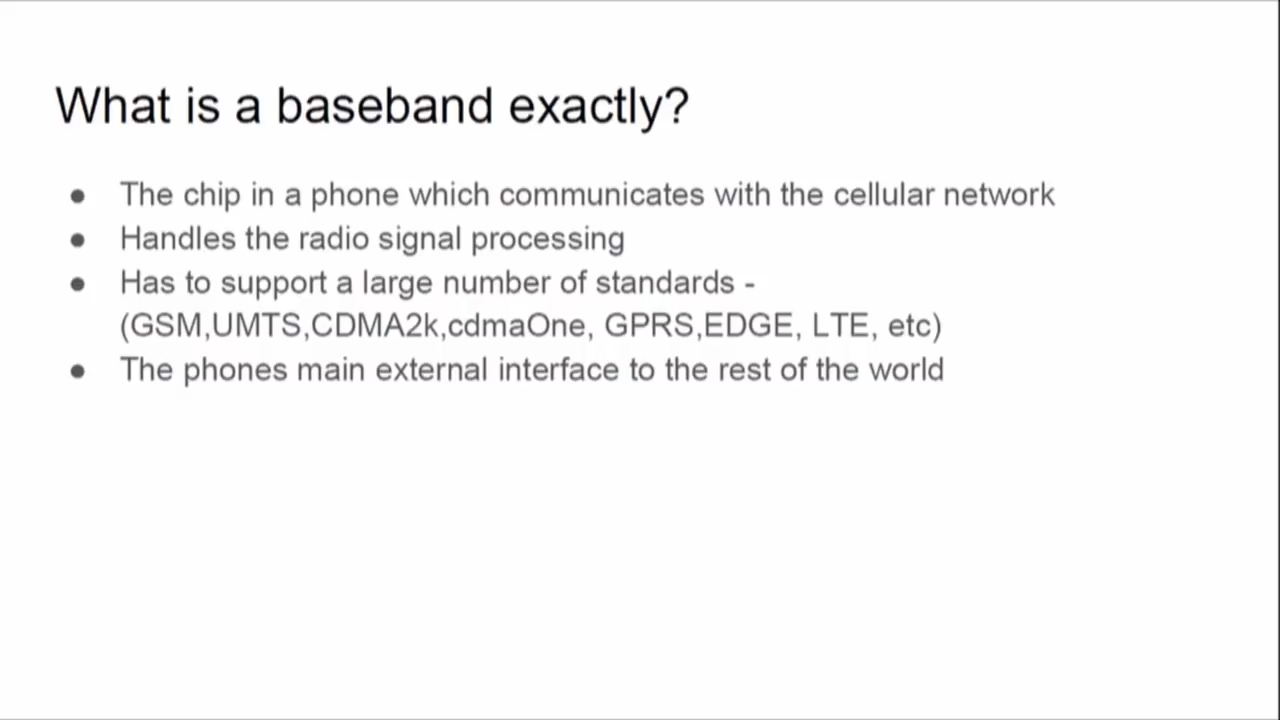 What is a baseband exactly?
● The chip in a phone which communicates with the cellular network
● Handles the radio signal processing
● Has to support a large number of standards -
(GSM,UMTS,CDMA2k,cdmaOne, GPRS,EDGE, LTE, etc)
● The phones main external interface to the rest of the world